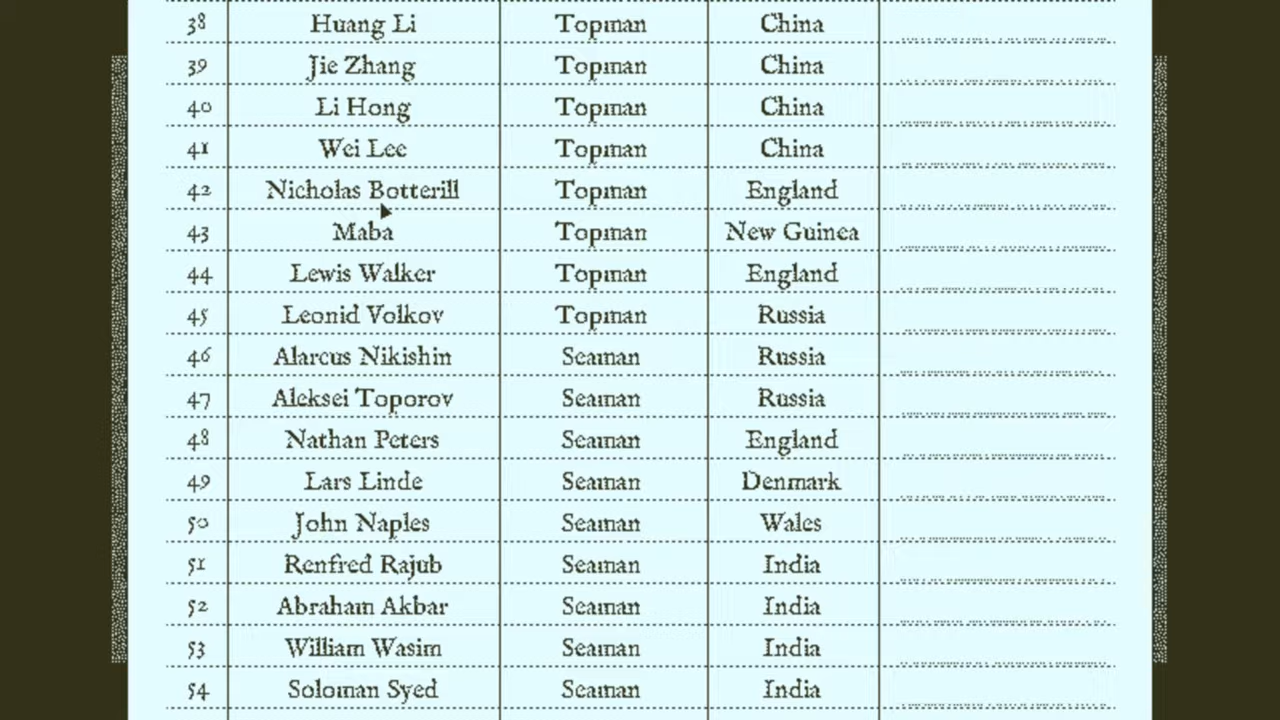 38 Huang Li Topman China
39 Jie Zhang Topman China
40 Li Hong Topman China
41 Wei Lee Topman China
42 Nicholas Botterill Topman England
43 Maba Topman New Guinea
44 Lewis Walker Topman England
45 Leonid Volkov Topman Russia
46 Alarcus Nikishin Seaman Russia
47 Aleksei Toporov Seaman Russia
48 Nathan Peters Seaman England
49 Lars Linde Seaman Denmark
50 John Naples Seaman Wales
51 Renfred Rajub Seaman India
52 Abraham Akbar Seaman India
53 William Wasim Seaman India
54 Soloman Syed Seaman India